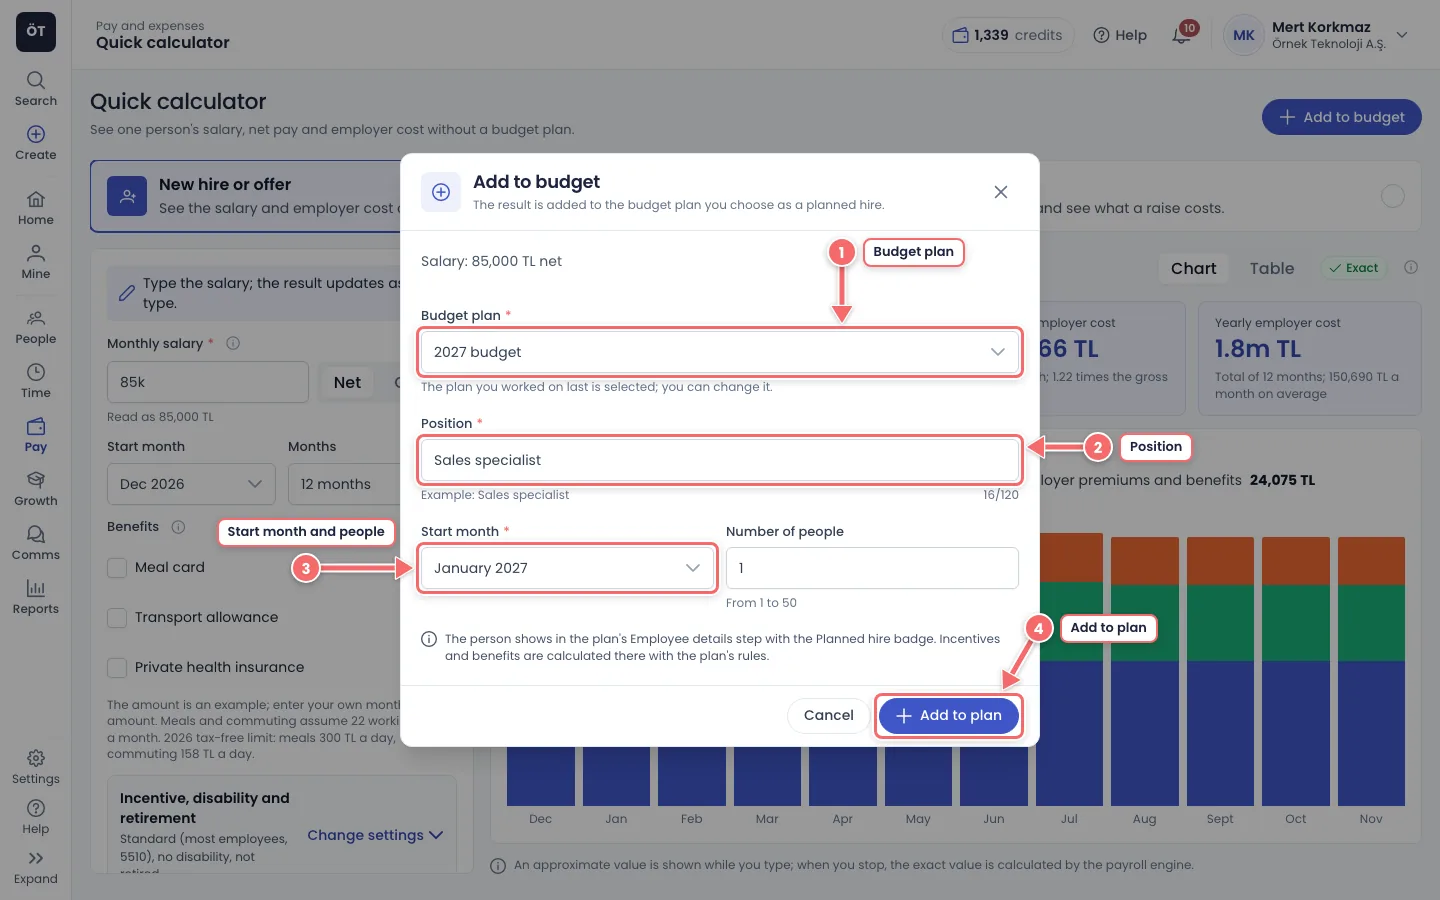 ÖT
Search
Create
Home
Mine
People
Time
Pay
Growth
Comms
Reports
Settings
Help
Expand
Pay and expenses
Quick calculator
1,339 credits
Help
10
MK
Mert Korkmaz
Örnek Teknoloji A.Ş.
Quick calculator
See one person's salary, net pay and employer cost without a budget plan.
Add to budget
New hire or offer
See the salary and employer cost
and see what a raise costs.
Type the salary; the result updates as
type.
Monthly salary *
85k
Net
Read as 85,000 TL
Start month
Months
Dec 2026
12 months
Benefits
Meal card
Transport allowance
Private health insurance
The amount is an example; enter your own mont
amount. Meals and commuting assume 22 worki
a month. 2026 tax-free limit: meals 300 TL a day,
commuting 158 TL a day.
Incentive, disability and
retirement
Standard (most employees,
5510), no disability, not
retired
Change settings
Chart
Table
Exact
mployer cost
66 TL
h; 1.22 times the gross
Yearly employer cost
1.8m TL
Total of 12 months; 150,690 TL a
month on average
loyer premiums and benefits 24,075 TL
Dec
Jan
Feb
Mar
Apr
May
Jun
Jul
Aug
Sept
Oct
Nov
An approximate value is shown while you type; when you stop, the exact value is calculated by the payroll engine.
Add to budget
The result is added to the budget plan you choose as a planned hire.
Salary: 85,000 TL net
1
Budget plan
Budget plan *
2027 budget
The plan you worked on last is selected; you can change it.
Position *
Sales specialist
2
Position
Example: Sales specialist
16/120
Start month and people
3
Start month *
January 2027
Number of people
1
From 1 to 50
The person shows in the plan's Employee details step with the Planned hire badge. Incentives
and benefits are calculated there with the plan's rules.
4
Add to plan
Cancel
Add to plan